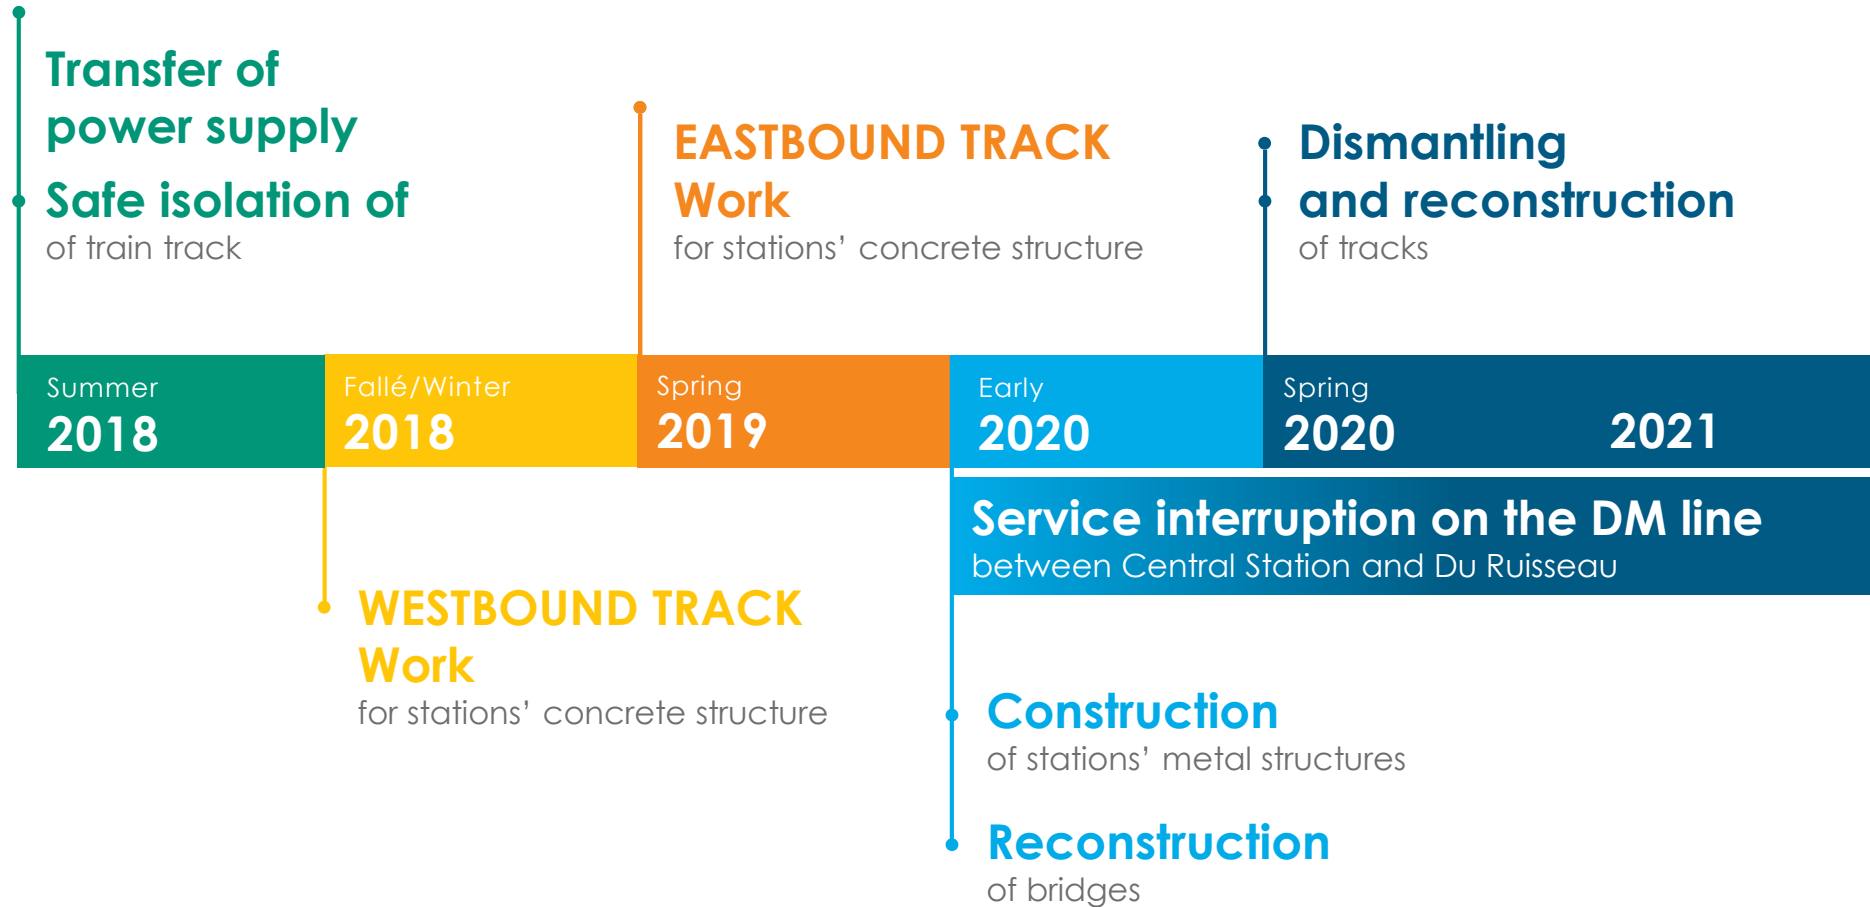 Transfer of
power supply
Safe isolation of
of train track
EASTBOUND TRACK
Work
for stations’ concrete structure
Dismantling
and reconstruction
of tracks
Summer
2018
Fallé/Winter
2018
Spring
2019
Early
2020
Spring
2020
2021
Service interruption on the DM line
between Central Station and Du Ruisseau
WESTBOUND TRACK
Work
for stations’ concrete structure
Construction
of stations’ metal structures
Reconstruction
of bridges